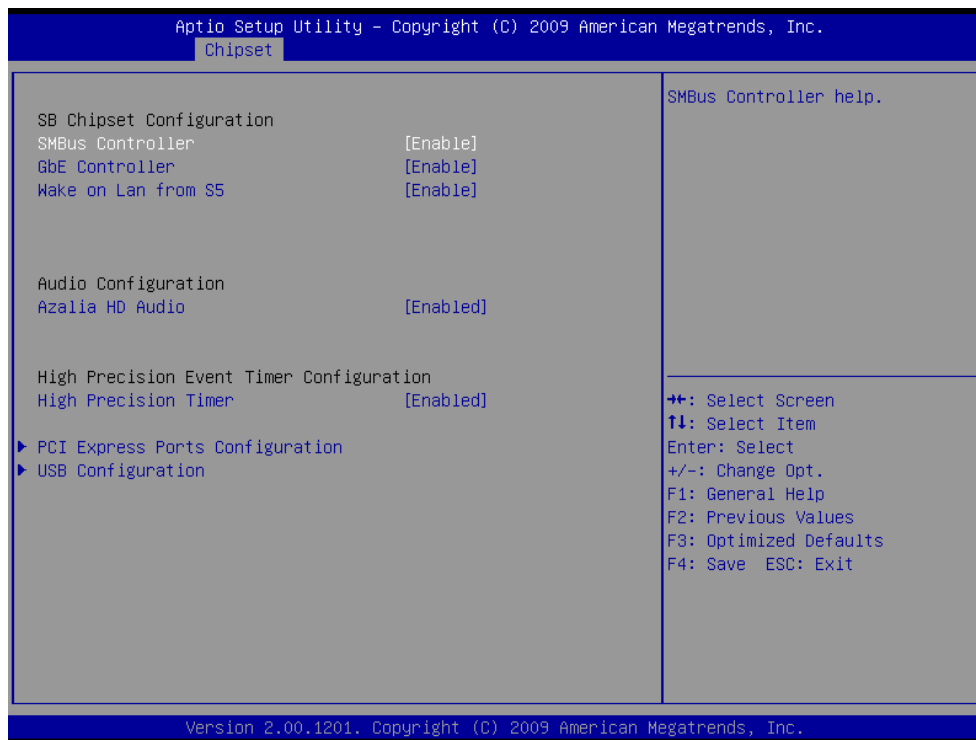 Aptio Setup Utility – Copyright (C) 2009 American Megatrends, Inc.
Chipset
SB Chipset Configuration
SMBus Controller [Enable]
GbE Controller [Enable]
Wake on Lan from S5 [Enable]
Audio Configuration
Azalia HD Audio [Enabled]
High Precision Event Timer Configuration
High Precision Timer [Enabled]
▶ PCI Express Ports Configuration
▶ USB Configuration
SMBus Controller help.
→←: Select Screen
↑↓: Select Item
Enter: Select
+/-: Change Opt.
F1: General Help
F2: Previous Values
F3: Optimized Defaults
F4: Save ESC: Exit
Version 2.00.1201. Copyright (C) 2009 American Megatrends, Inc.